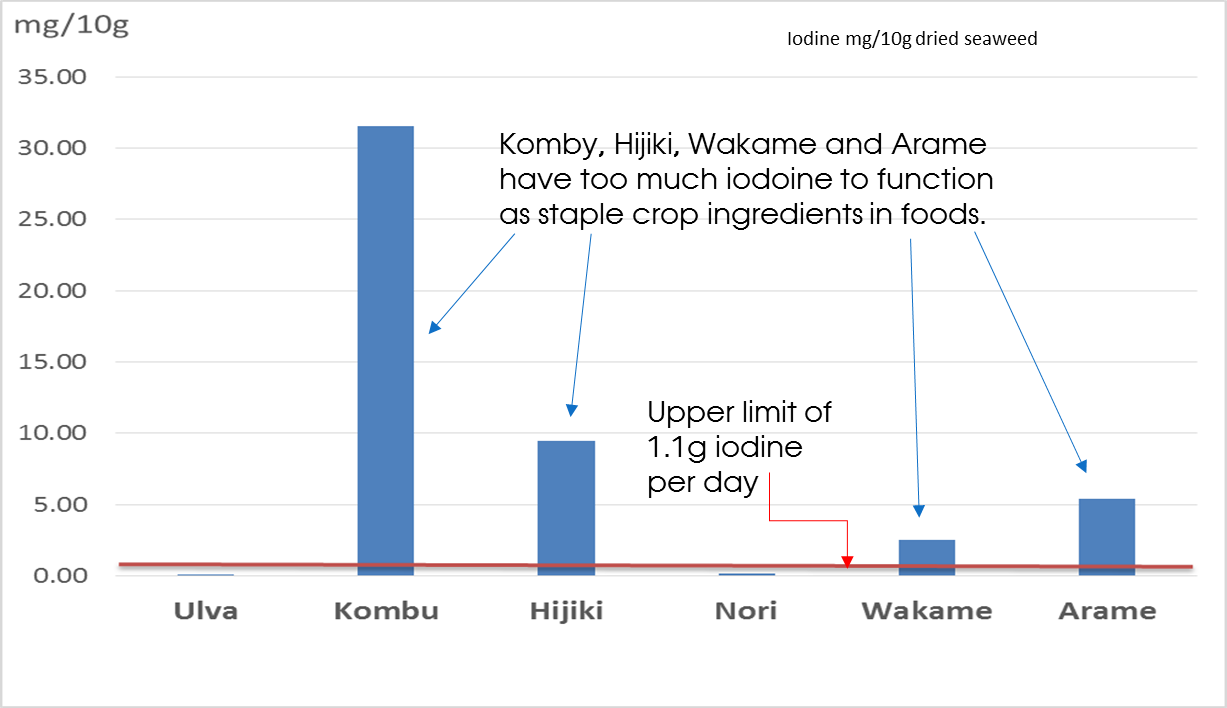 mg/10g
Iodine mg/10g dried seaweed
35.00
30.00
25.00
20.00
15.00
10.00
5.00
0.00
Komby, Hijiki, Wakame and Arame
have too much iodoine to function
as staple crop ingredients in foods.
Upper limit of
1.1g iodine
per day
Ulva Kombu Hijiki Nori Wakame Arame